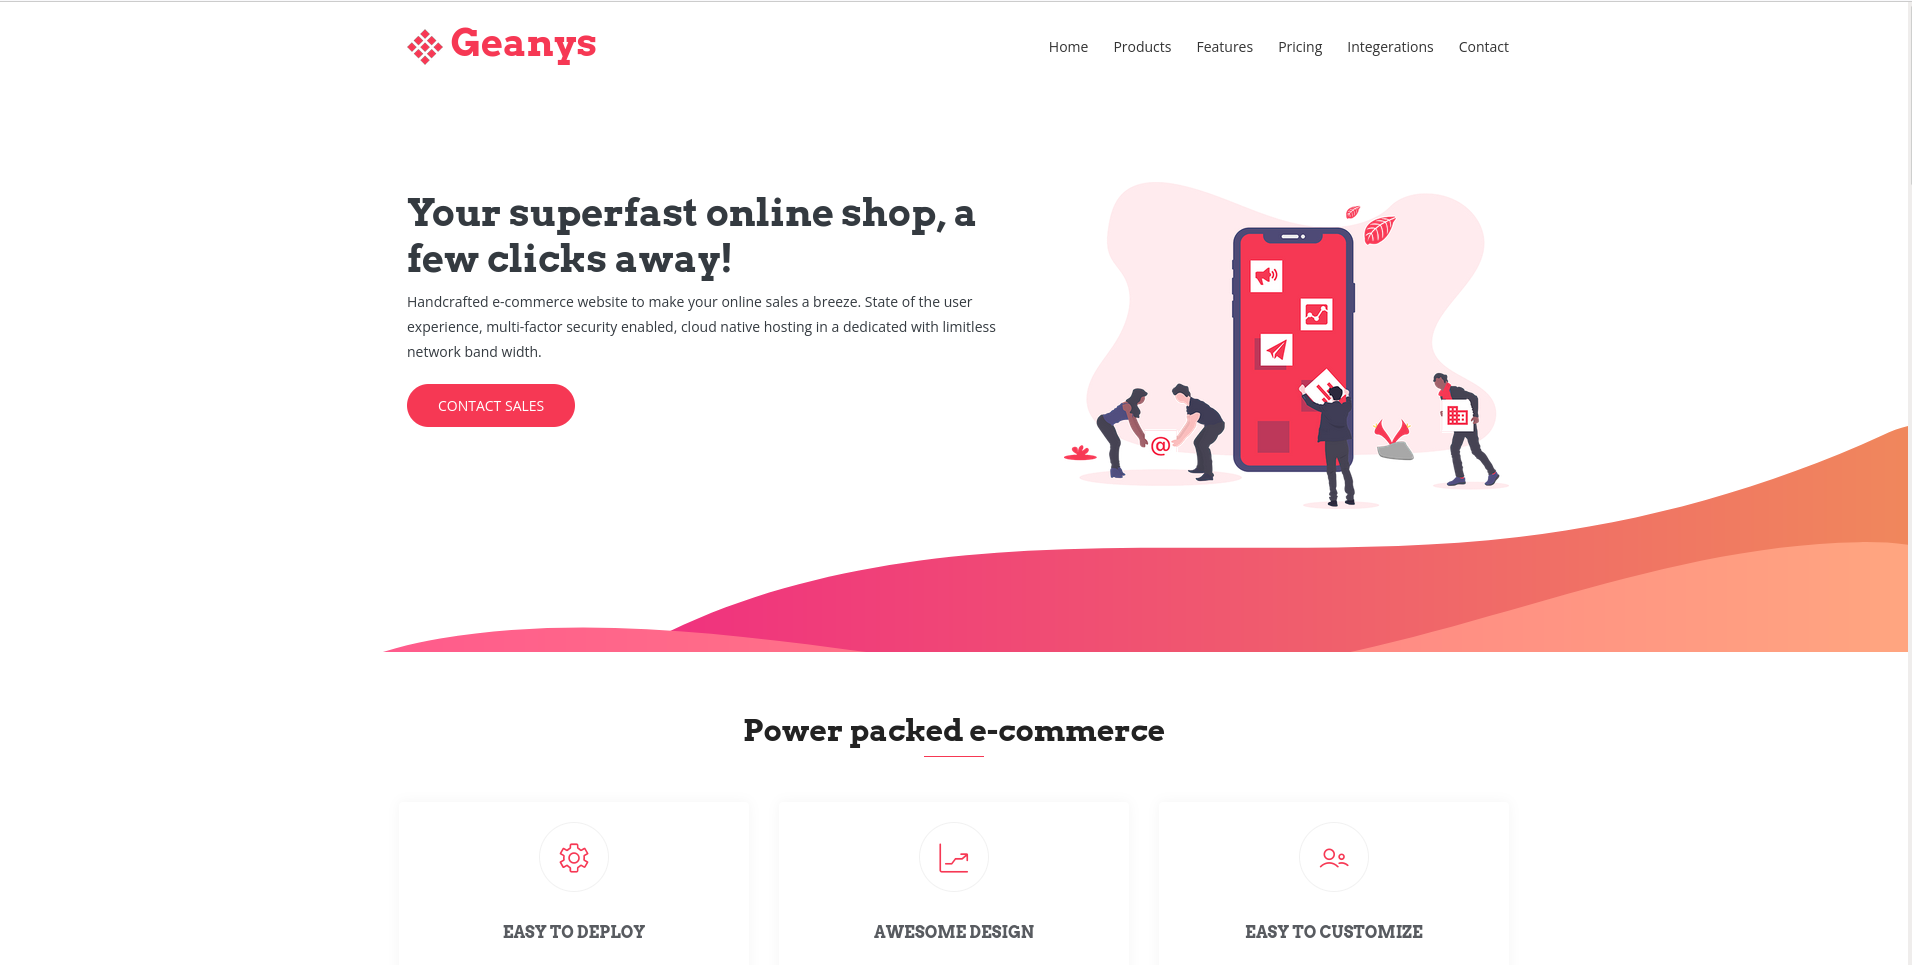 Geanys
Home Products Features Pricing Integerations Contact
Your superfast online shop, a
few clicks away!
Handcrafted e-commerce website to make your online sales a breeze. State of the user
experience, multi-factor security enabled, cloud native hosting in a dedicated with limitless
network band width.
CONTACT SALES
@
Power packed e-commerce
EASY TO DEPLOY
AWESOME DESIGN
EASY TO CUSTOMIZE